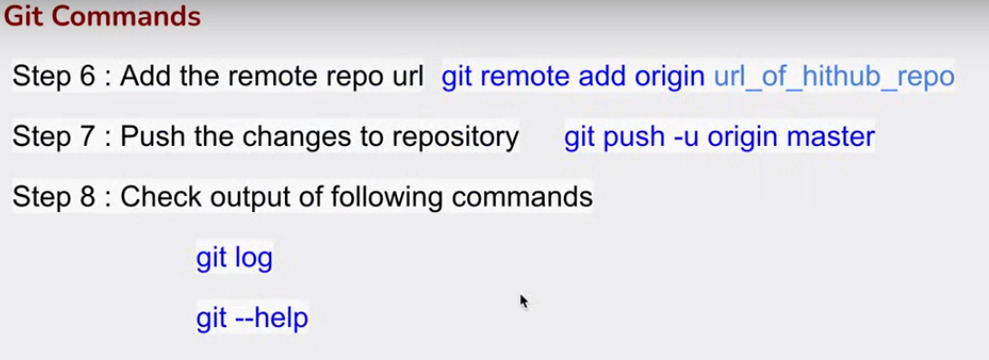 Git Commands
Step 6 : Add the remote repo url git remote add origin url_of_hithub_repo
Step 7 : Push the changes to repository git push -u origin master
Step 8 : Check output of following commands
git log
git --help